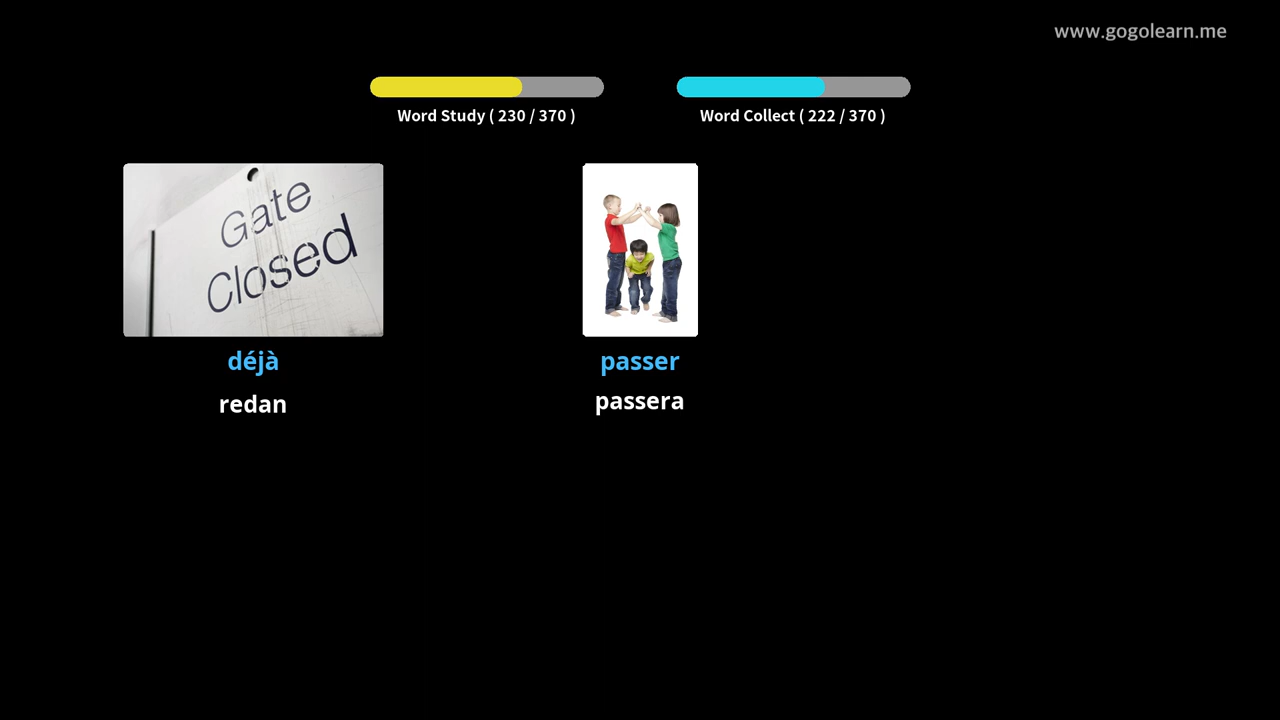 www.gogolearn.me
Word Study ( 230 / 370 )
Word Collect ( 222 / 370 )
Gate
Closed
déjà
redan
passer
passera